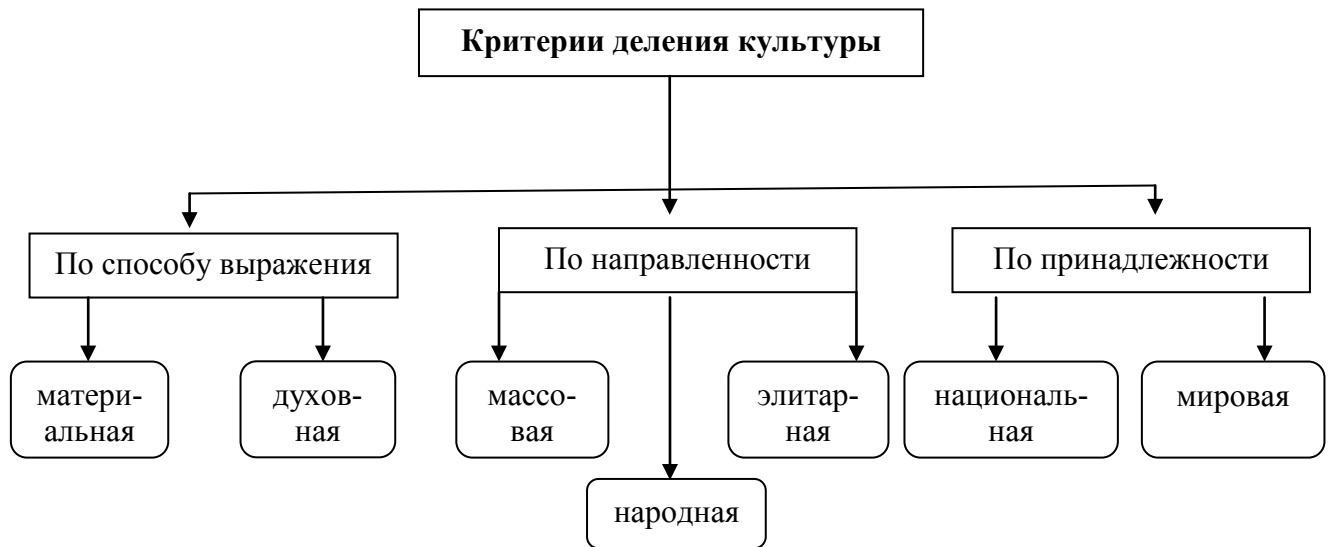 Критерии деления культуры
По способу выражения
По направленности
По принадлежности
матери-
альная
духов-
ная
массо-
вая
элитар-
ная
националь-
ная
мировая
народная